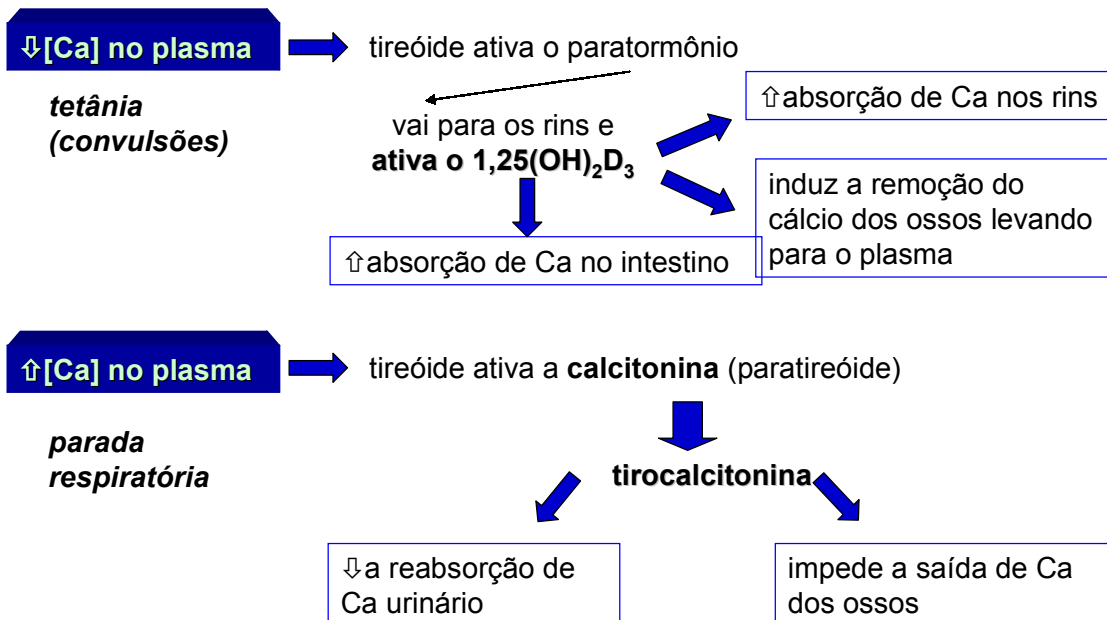 ⇩[Ca] no plasma
tireóide ativa o paratormônio
tetânia
(convulsões)
vai para os rins e
ativa o 1,25(OH)₂D₃
⇧absorção de Ca nos rins
induz a remoção do
cálcio dos ossos levando
para o plasma
⇧absorção de Ca no intestino
⇧[Ca] no plasma
tireóide ativa a calcitonina (paratireóide)
parada
respiratória
tirocalcitonina
⇩a reabsorção de
Ca urinário
impede a saída de Ca
dos ossos